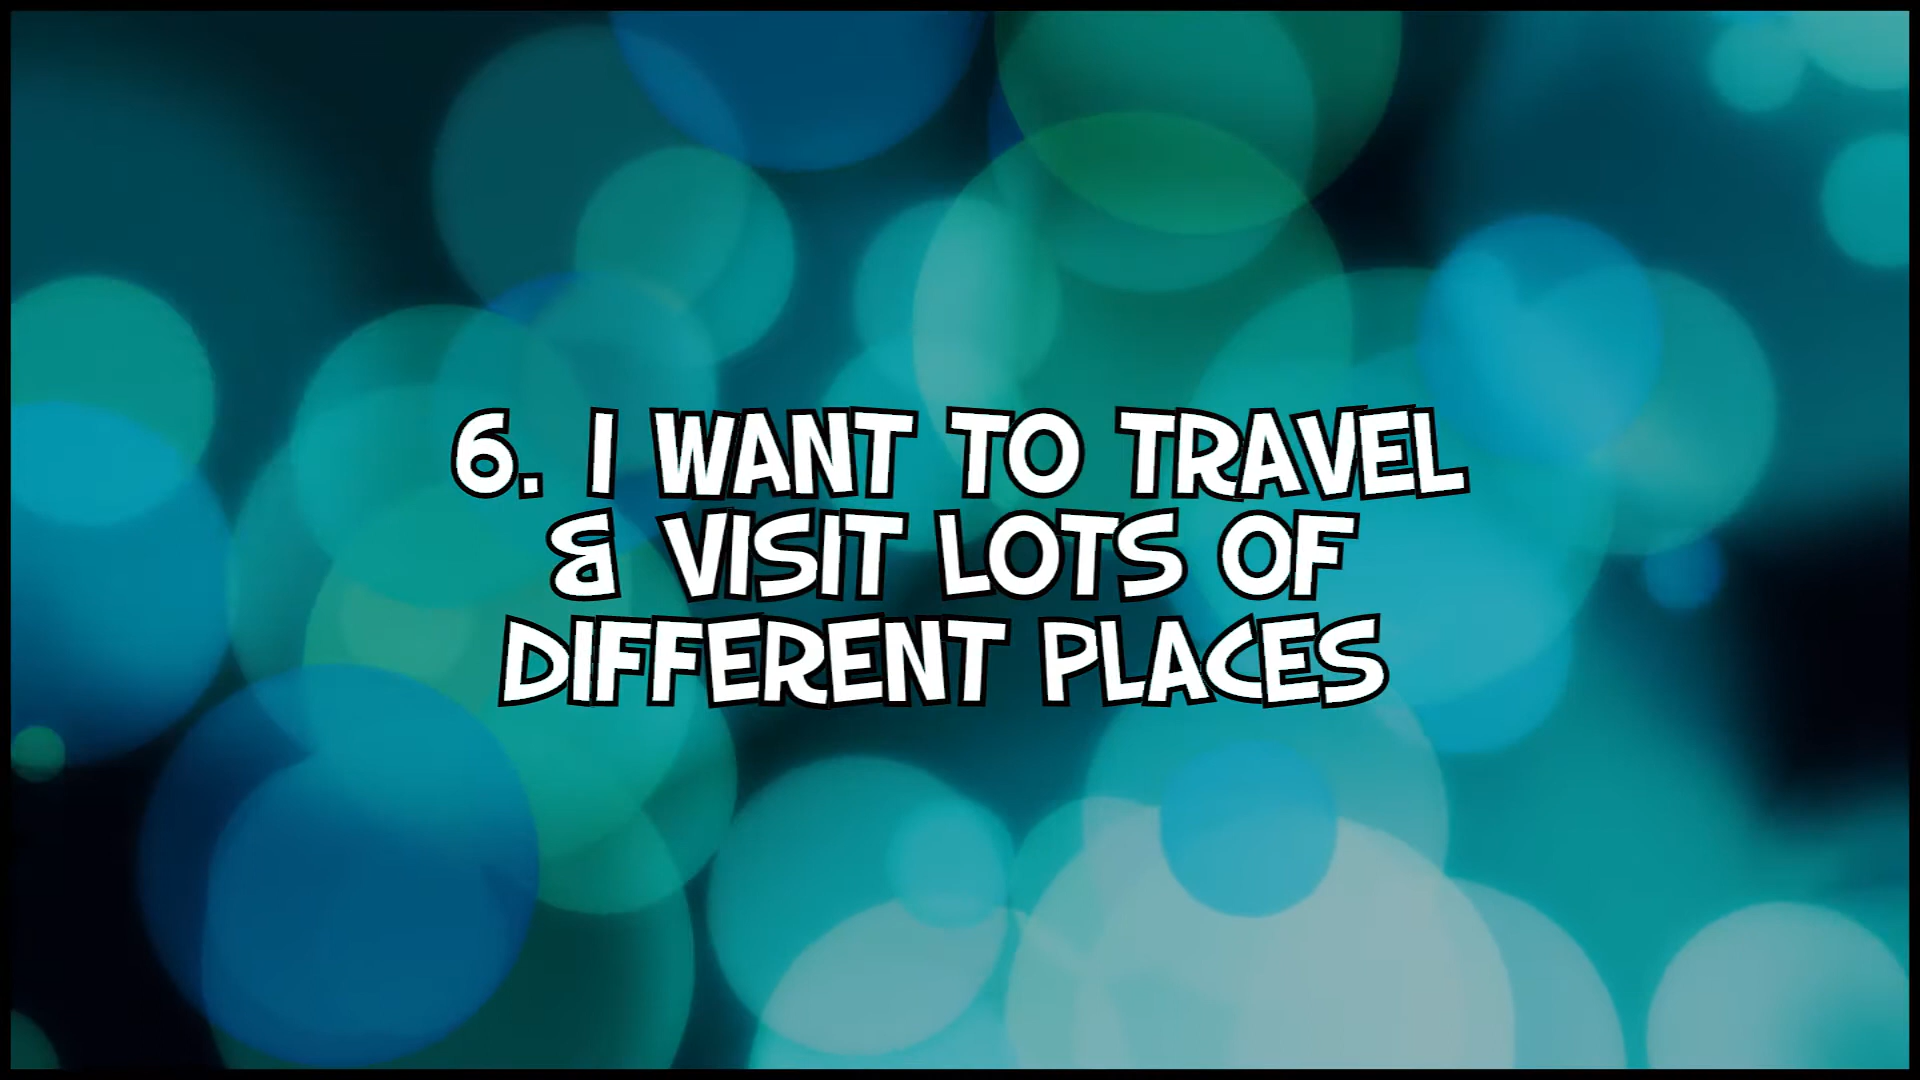 6. I WANT TO TRAVEL
& VISIT LOTS OF
DIFFERENT PLACES